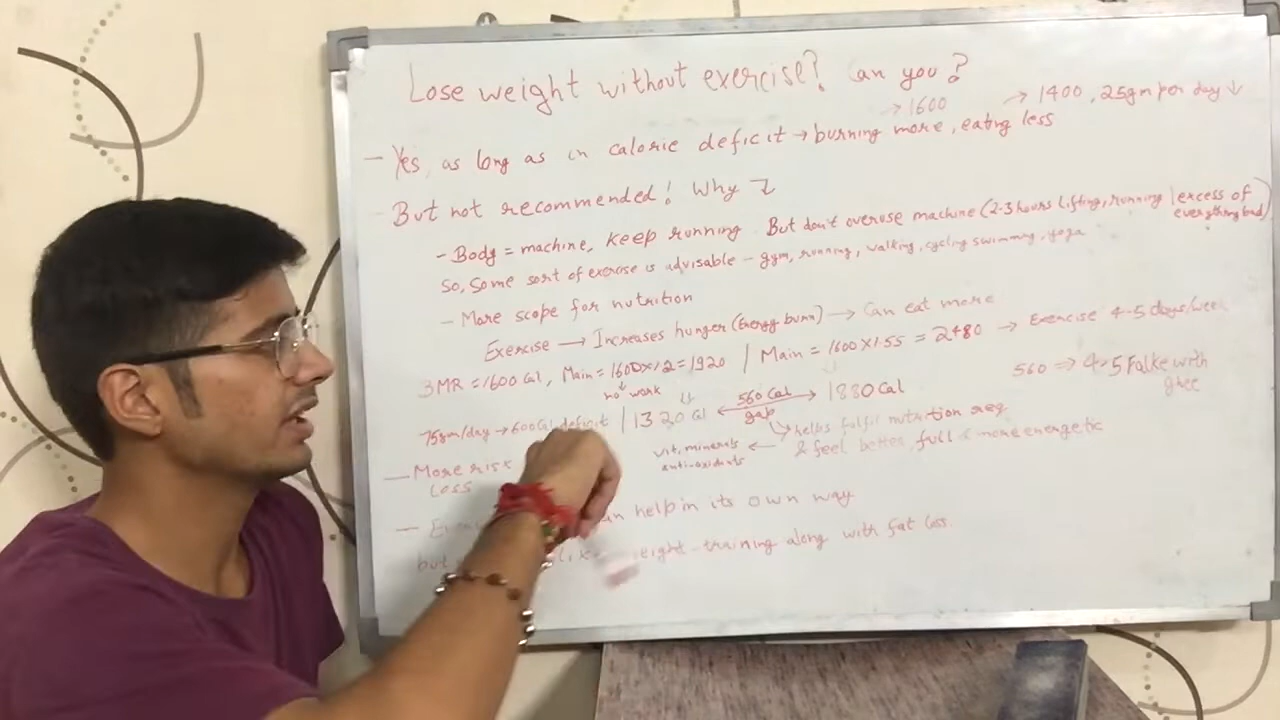 Lose weight without exercise? Can you?
→ 1600 → 1400, 25gm per day ↓
- Yes, as long as in calorie deficit → burning more, eating less
But not recommended! Why
- Body = machine, keep running. But don't overuse machine (2-3 hours lifting, running / excess of everything bad)
So, some sort of exercise is advisable - gym, running, walking, cycling swimming, yoga
- More scope for nutrition
Exercise → Increases hunger (Energy burn) → Can eat more
BMR = 1600 Cal, Main = 1600x1.2 = 1920 | Main = 1600 x 1.55 = 2480 → Exercise 4-5 days/week
no work
75gm/day → 600 Cal deficit | 1320 Cal 560 Cal gap 1880 Cal
560 => 4-5 Falke with ghee
helps fulfil nutrition req
& feel better, full & more energetic
vit, minerals
anti-oxidents
- More risk
Loss
- help in its own way
but weight-training along with fat loss.